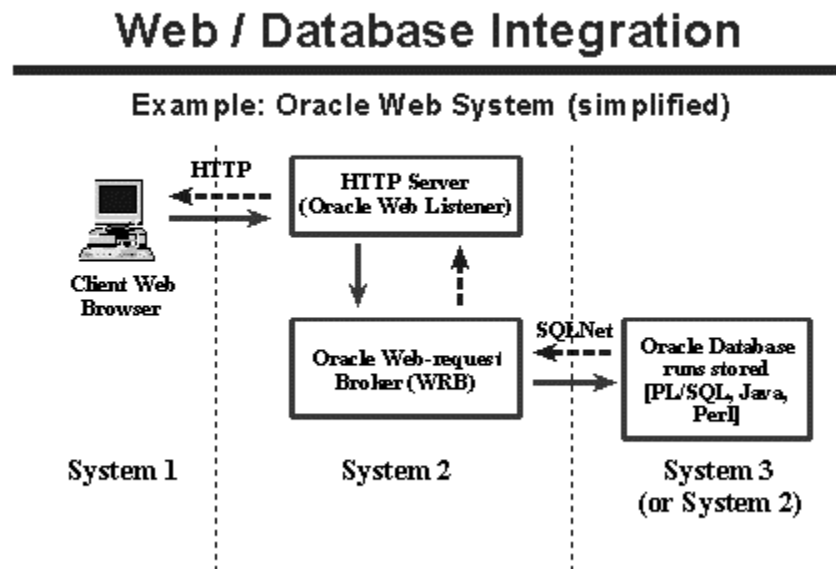 Web / Database Integration
Example: Oracle Web System (simplified)
HTTP
HTTP Server
(Oracle Web Listener)
Client Web
Browser
SQLNet
Oracle Web-request
Broker (WRB)
Oracle Database
runs stored
[PL/SQL, Java,
Perl]
System 1
System 2
System 3
(or System 2)